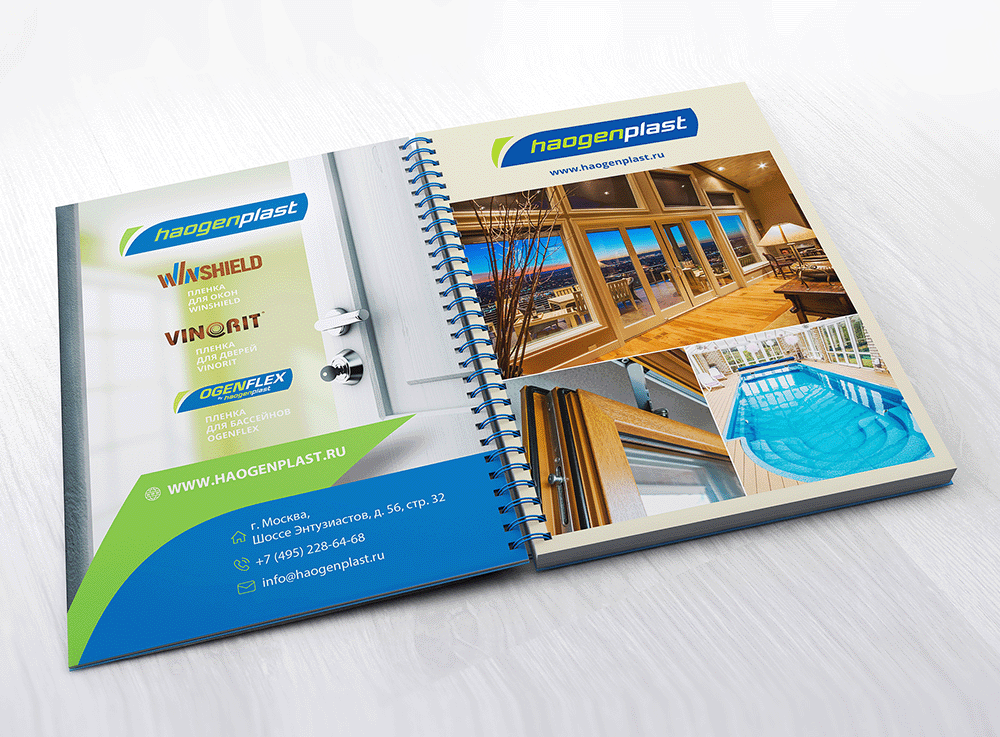 haogenplast
WINSHIELD
ПЛЕНКА
ДЛЯ ОКОН
WINSHIELD
VINORIT
ПЛЕНКА
ДЛЯ ДВЕРЕЙ
VINORIT
OGENFLEX
by haogenplast
ПЛЕНКА
ДЛЯ БАССЕЙНОВ
OGENFLEX
WWW.HAOGENPLAST.RU
г. Москва,
Шоссе Энтузиастов, д. 56, стр. 32
+7 (495) 228-64-68
info@haogenplast.ru
haogenplast
www.haogenplast.ru